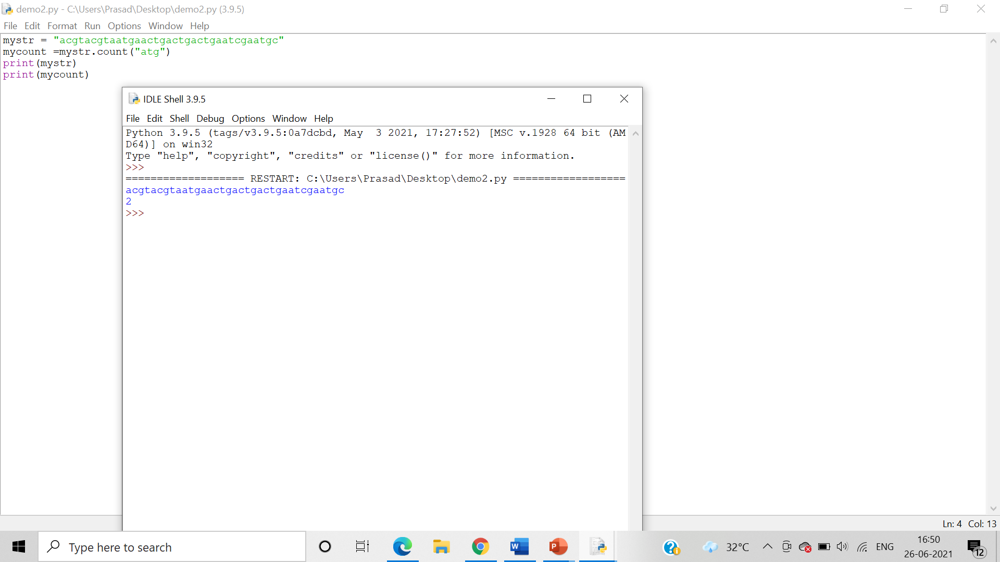 demo2.py - C:\Users\Prasad\Desktop\demo2.py (3.9.5)
File Edit Format Run Options Window Help
mystr = "acgtacgtaatgaactgactgactgaatcgaatgc"
mycount =mystr.count("atg")
print(mystr)
print(mycount)
IDLE Shell 3.9.5
File Edit Shell Debug Options Window Help
Python 3.9.5 (tags/v3.9.5:0a7dcbd, May  3 2021, 17:27:52) [MSC v.1928 64 bit (AM
D64)] on win32
Type "help", "copyright", "credits" or "license()" for more information.
>>>
=================== RESTART: C:\Users\Prasad\Desktop\demo2.py ==================
acgtacgtaatgaactgactgactgaatcgaatgc
2
>>>
Ln: 4 Col: 13
Type here to search
W
P
32°C
ENG
16:50
26-06-2021
12